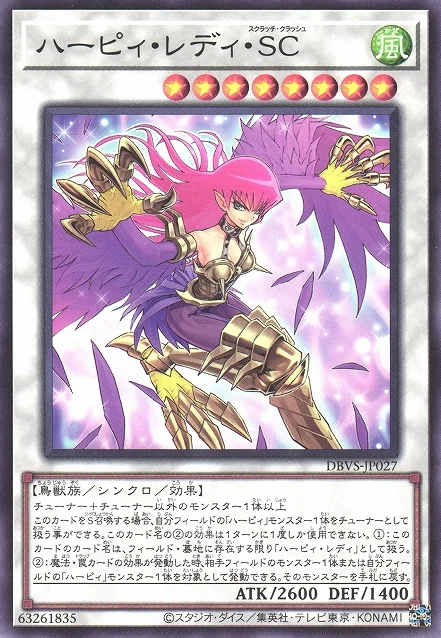 スクラッチ・クラッシュ
ハーピィ・レディ・SC
風
DBVS-JP027
【鳥獣族／シンクロ／効果】
チューナー＋チューナー以外のモンスター1体以上
このカードをS召喚する場合、自分フィールドの「ハーピィ」モンスター1体をチューナーとして
扱う事ができる。このカード名の②の効果は1ターンに1度しか使用できない。①：こ
のカードのカード名は、フィールド・墓地に存在する限り「ハーピィ・レディ」として扱う。
②：魔法・罠カードの効果が発動した時、相手フィールドのモンスター1体または自分フィー
ルドの「ハーピィ」モンスター1体を対象として発動できる。そのモンスターを手札に戻す。
ATK/2600 DEF/1400
63261835
©スタジオ・ダイス／集英社・テレビ東京・KONAMI